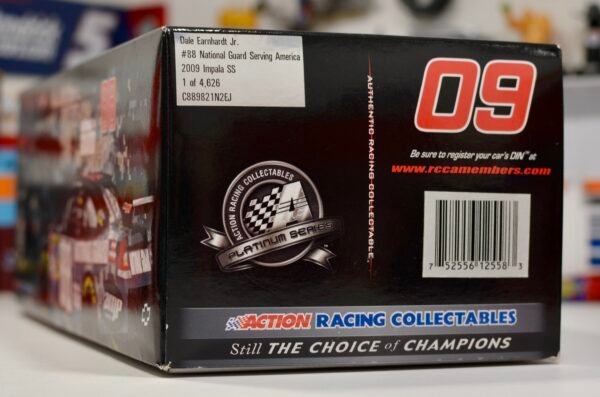 Dale Earnhardt Jr.
#88 National Guard Serving America
2009 Impala SS
1 of 4,626
C889821N2EJ
09
AUTHENTIC RACING COLLECTABLE.
Be sure to register your car's DIN™ at
www.rccamembers.com
ACTION RACING COLLECTABLES
PLATINUM SERIES
7 52556 12558 3
ACTION RACING COLLECTABLES
Still THE CHOICE of CHAMPIONS
5